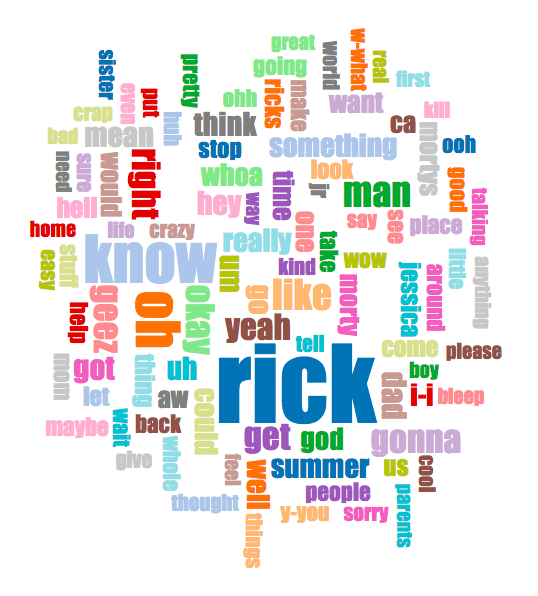 great
w-what
world
real
sister
pretty
going
first
even
put
ohh
ricks
make
want
kill
crap
huh
think
ca
bad
mean
stop
something
mortys
ooh
need
sure
would
right
whoa
time
look
jr
man
good
talking
hell
hey
way
one
say
see
place
home
life
crazy
really
take
easy
stuff
know
um
kind
wow
jessica
around
little
anything
help
geez
oh
okay
go
like
morty
yeah
tell
come
please
mom
got
thing
uh
rick
dad
boy
let
aw
could
i-i
bleep
maybe
wait
back
get
god
gonna
give
whole
feel
well
summer
us
cool
thought
people
parents
things
y-you
sorry